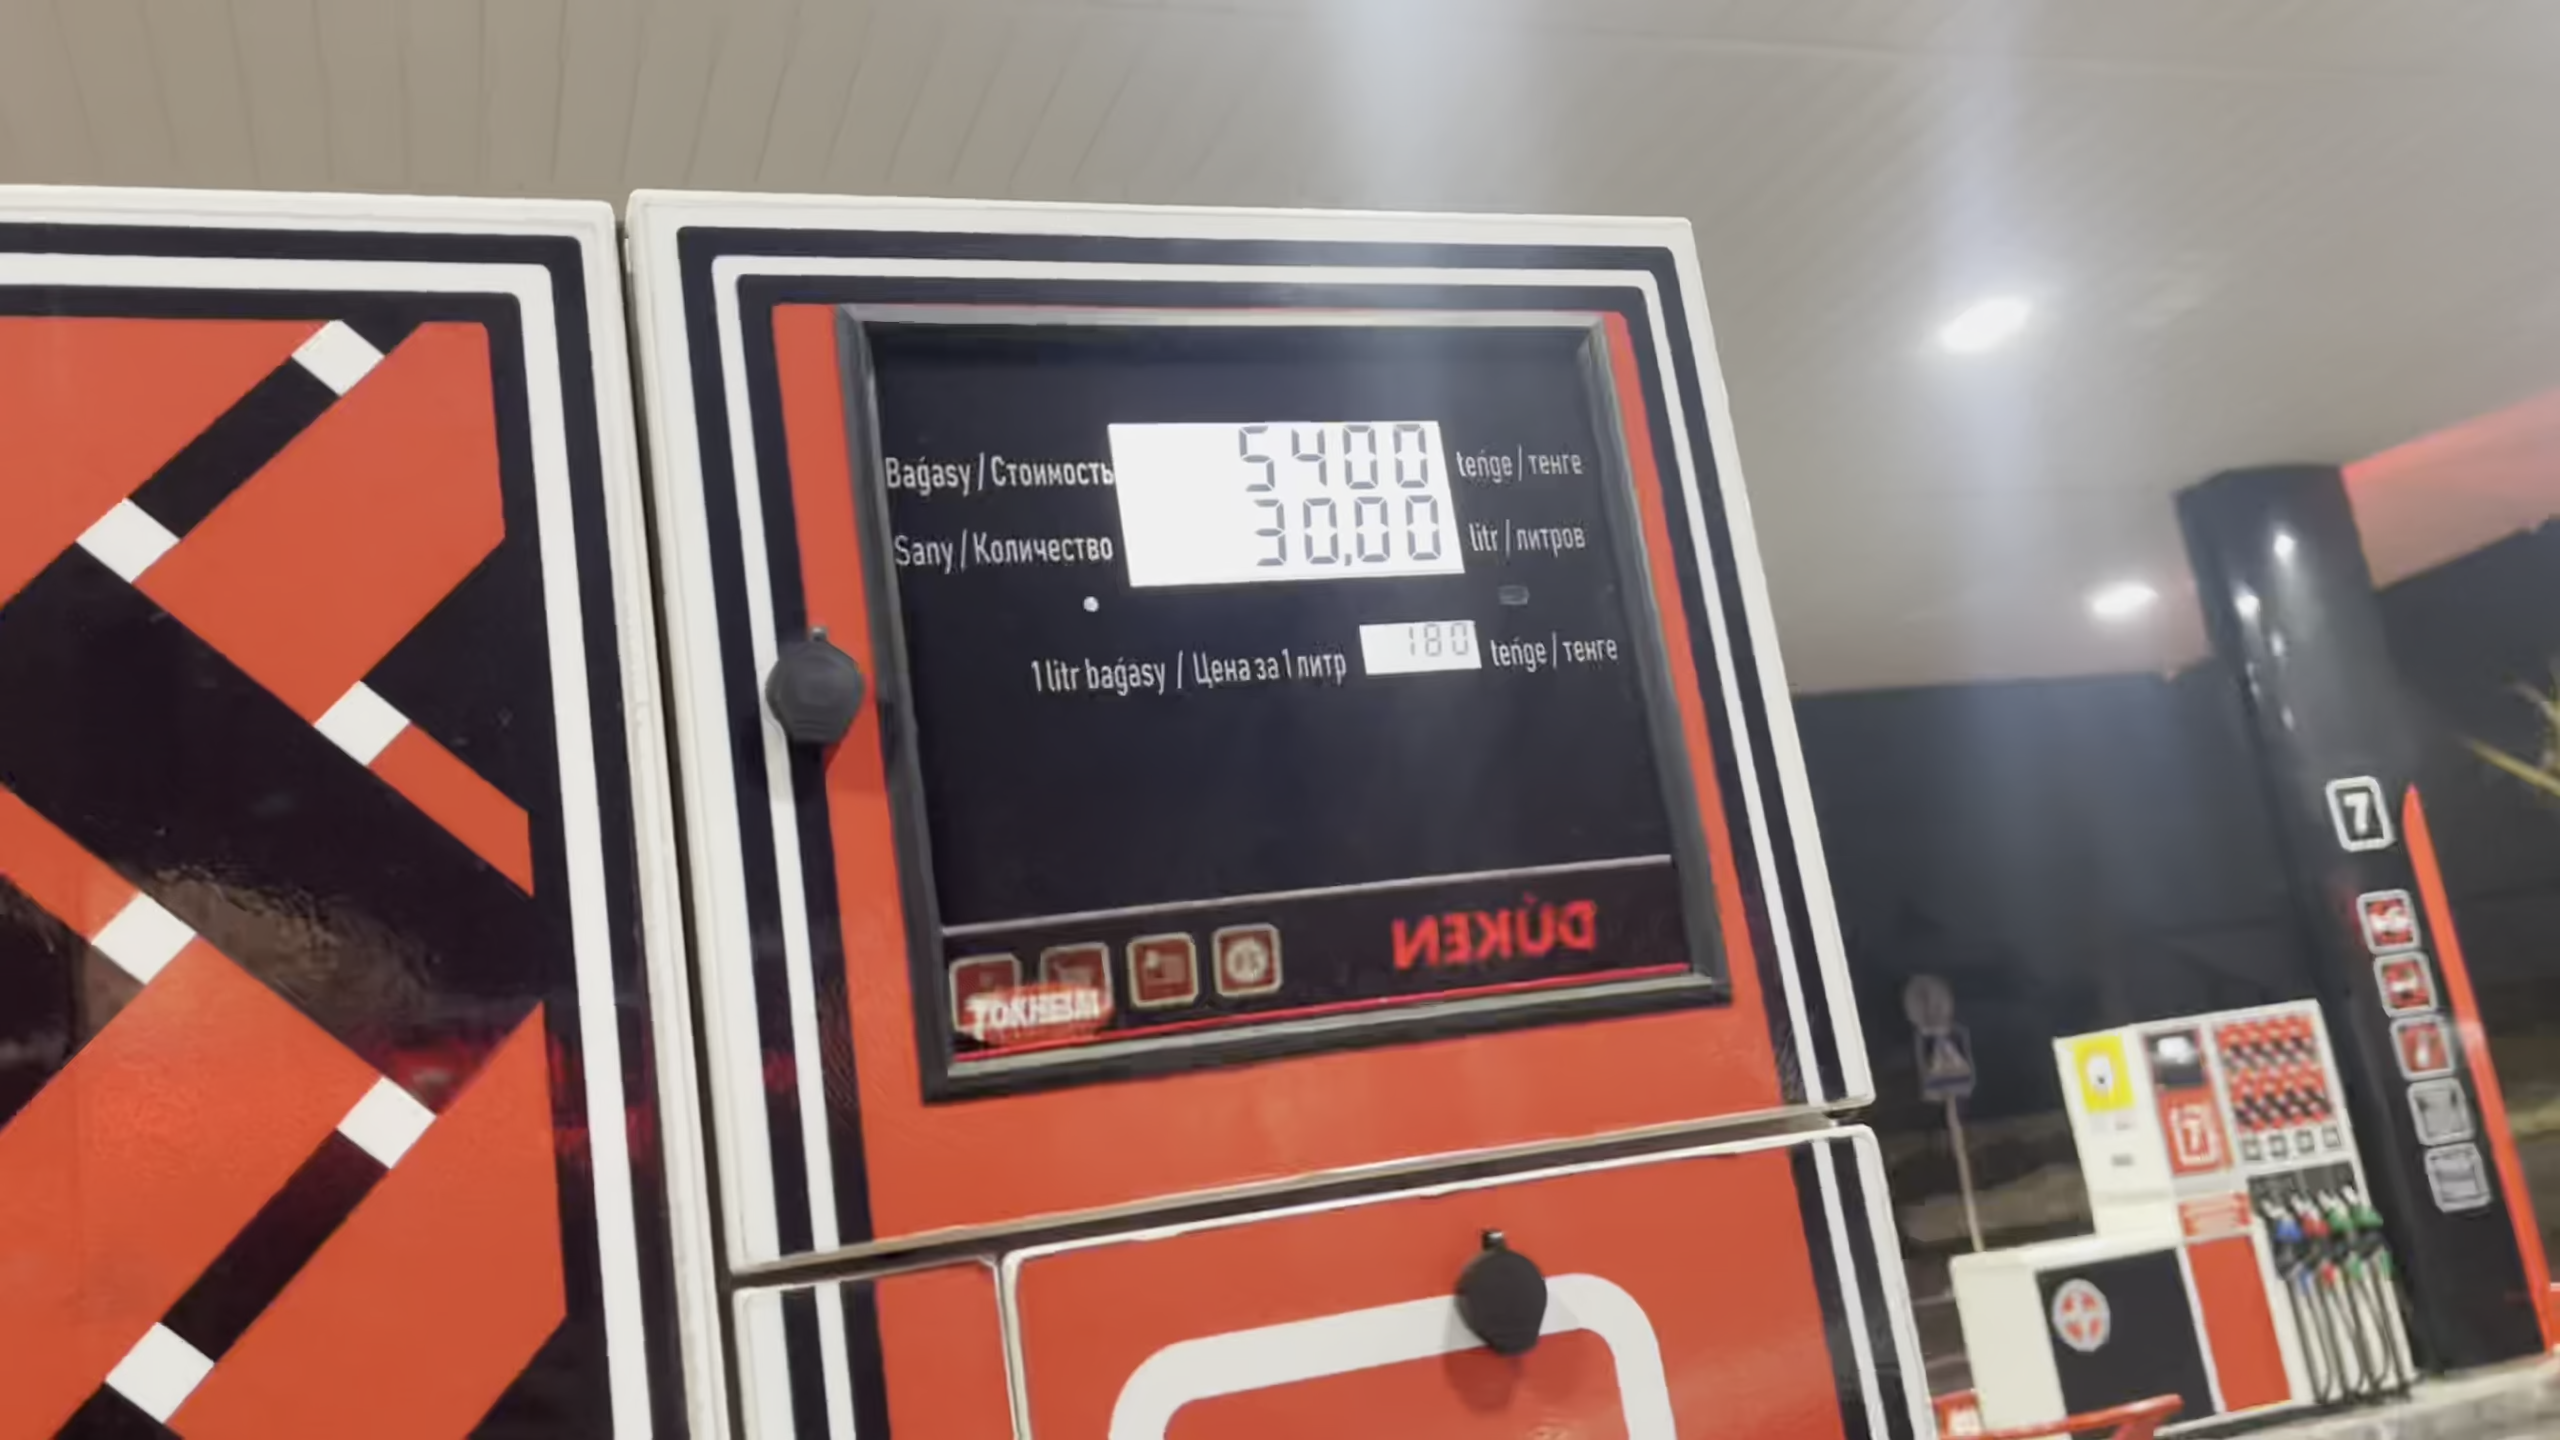 Baǵasy / Стоимость 5400 teńge / тенге
Sany / Количество 30,00 litr / литров
1 litr baǵasy / Цена за 1 литр 180 teńge / тенге
DÚKEN
TOKHEIM
7
7